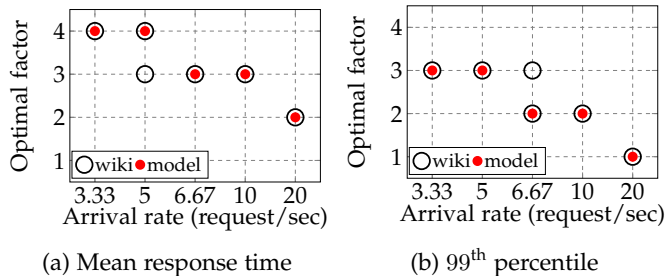 Optimal factor
4
3
2
1
wiki model
3.33 5 6.67 10 20
Arrival rate (request/sec)
(a) Mean response time
Optimal factor
4
3
2
1
wiki model
3.33 5 6.67 10 20
Arrival rate (request/sec)
(b) 99th percentile